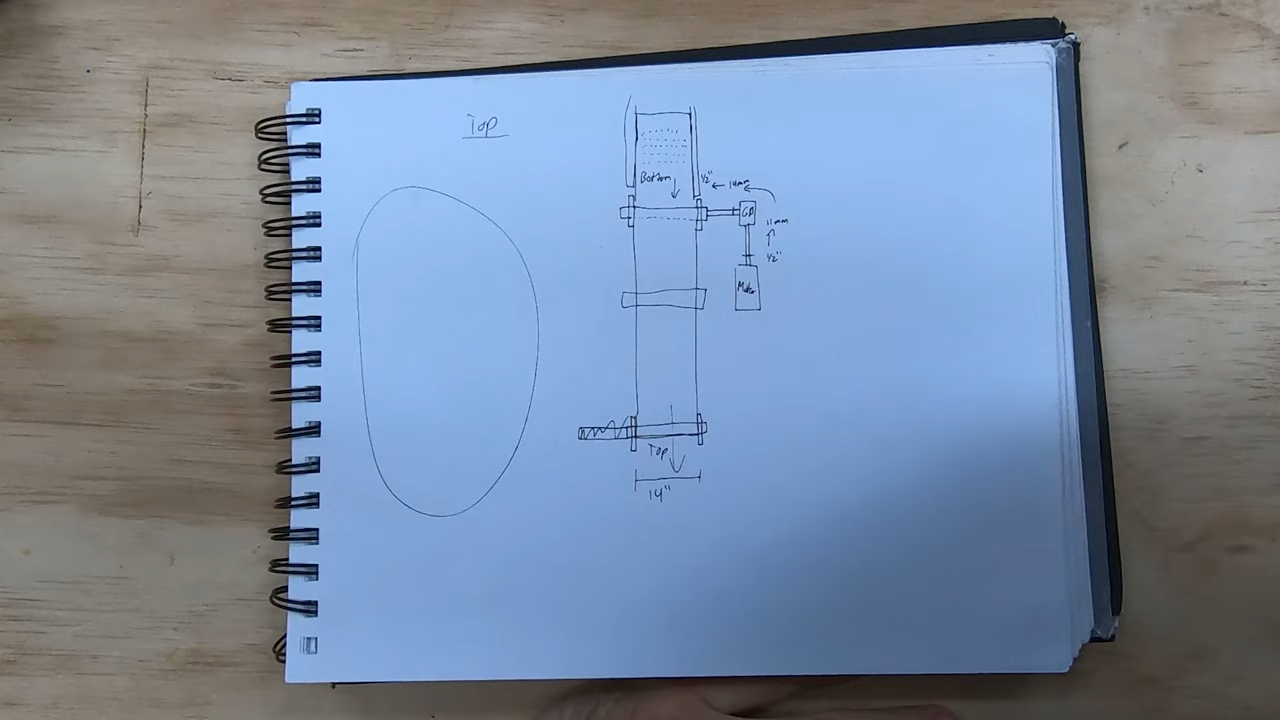 Top
Bottom
1/2" ← 14mm
GB
11mm
1/2"
Motor
Top
14"